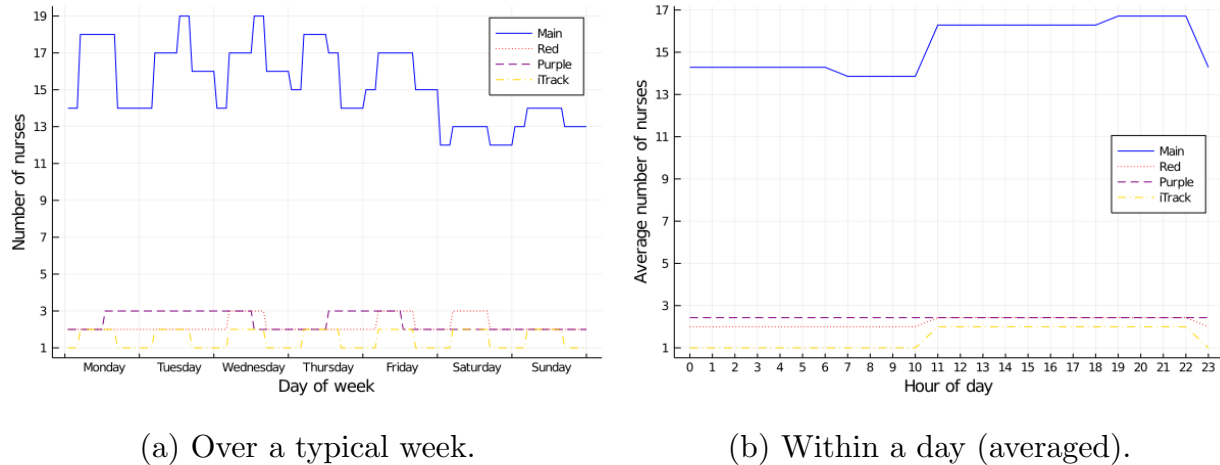 19
17
15
13
11
9
7
5
3
1
Number of nurses
Main
Red
Purple
iTrack
Monday Tuesday Wednesday Thursday Friday Saturday Sunday
Day of week
(a) Over a typical week.
17
15
13
11
9
7
5
3
1
Average number of nurses
Main
Red
Purple
iTrack
0 1 2 3 4 5 6 7 8 9 10 11 12 13 14 15 16 17 18 19 20 21 22 23
Hour of day
(b) Within a day (averaged).